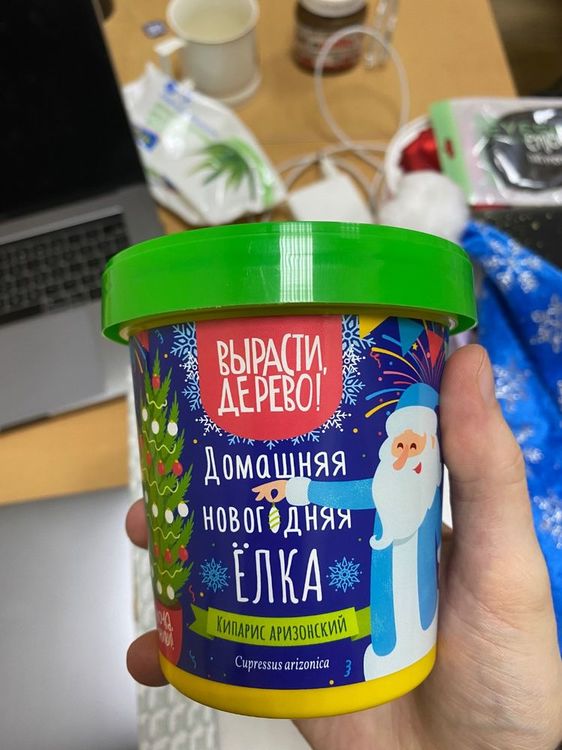 ВЫРАСТИ,
ДЕРЕВО!
Домашняя
новогодняя
ЁЛКА
Кипарис аризонский
Cupressus arizonica